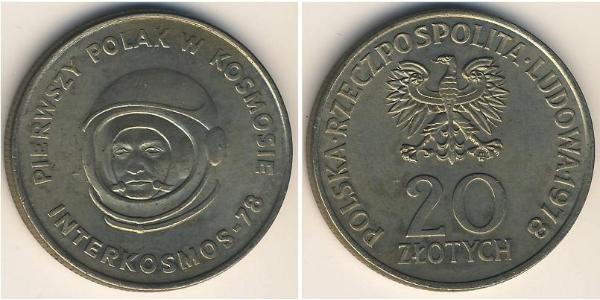 PIERWSZY POLAK W KOSMOSIE
INTERKOSMOS-78
POLSKA·RZECZPOSPOLITA·LUDOWA·1978
20
ZŁOTYCH